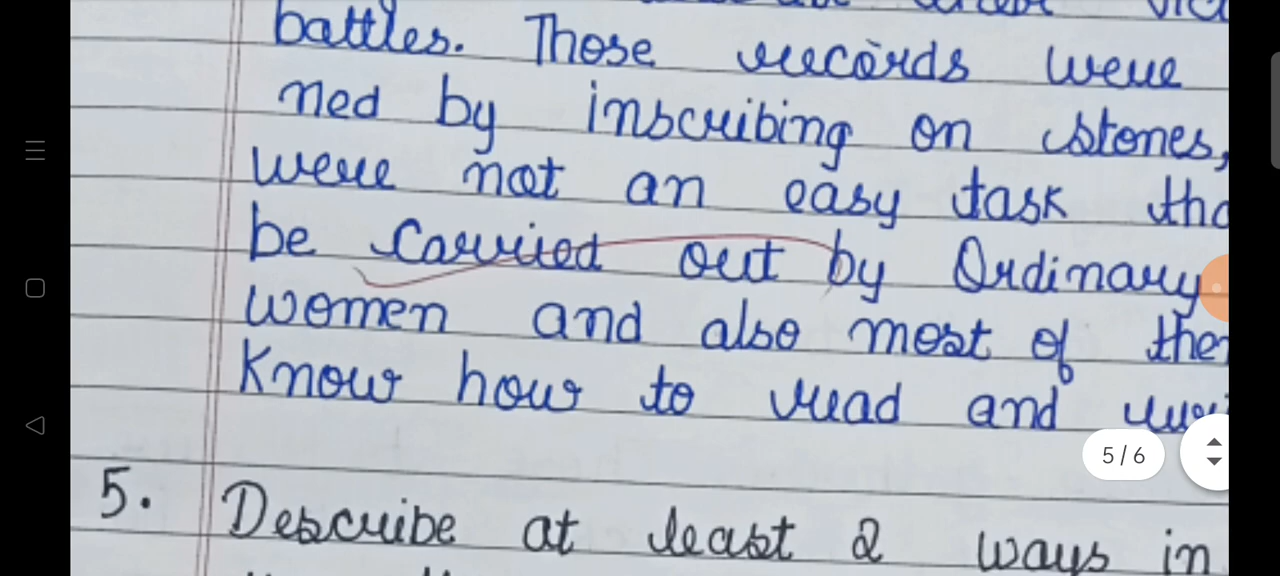 battles. Those records were
ned by inscribing on stones,
were not an easy task
be carried out by Ordinary
women and also most of
Know how to read and
5 / 6
5. Describe at least 2 ways in